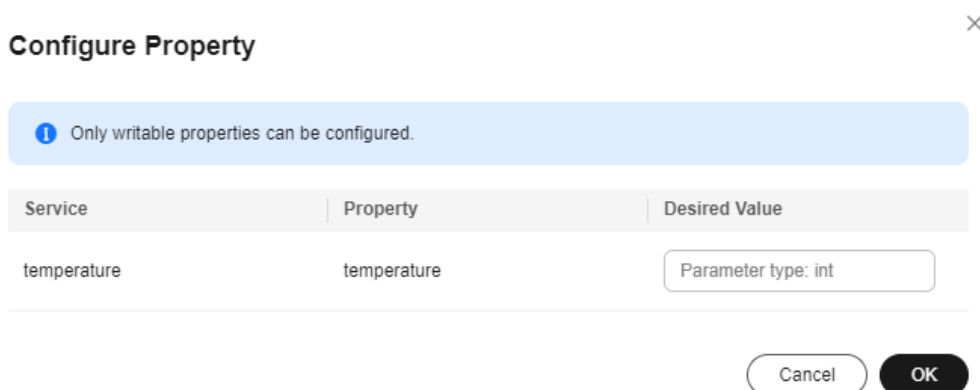 Configure Property
Only writable properties can be configured.
Service Property Desired Value
temperature temperature Parameter type: int
Cancel OK